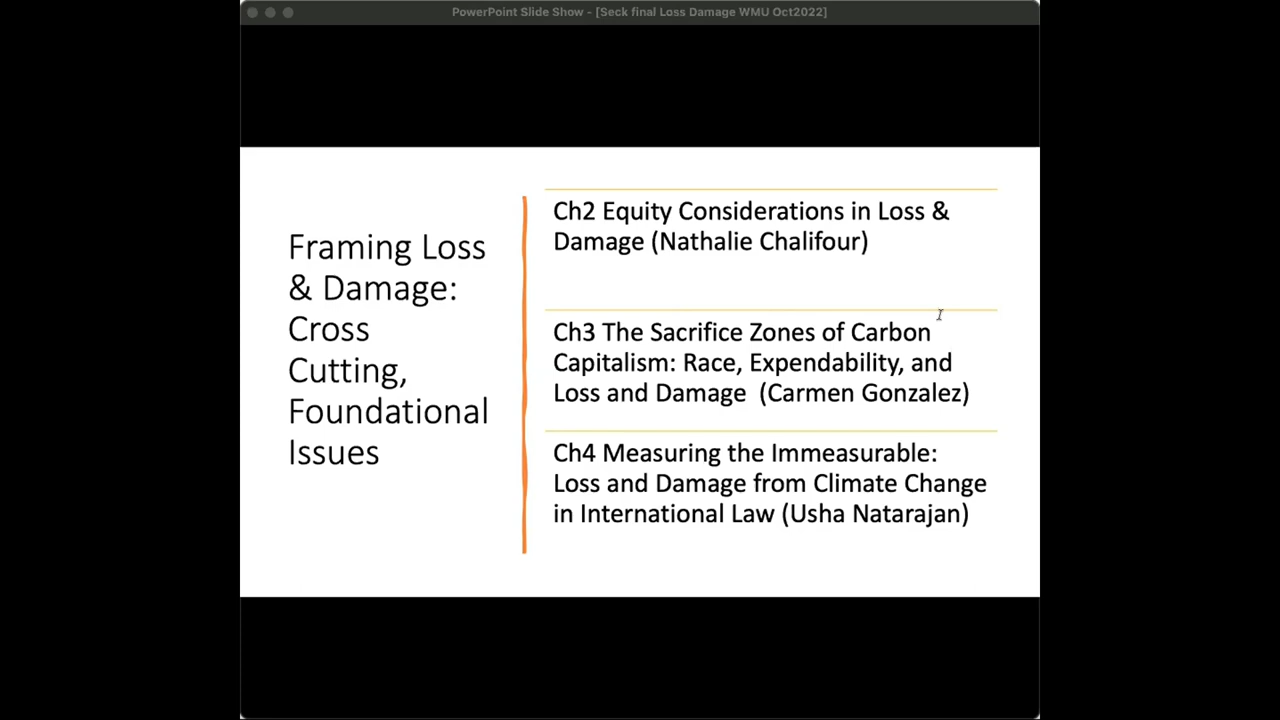 PowerPoint Slide Show - [Seck final Loss Damage WMU Oct2022]
Framing Loss
& Damage:
Cross
Cutting,
Foundational
Issues
Ch2 Equity Considerations in Loss &
Damage (Nathalie Chalifour)
Ch3 The Sacrifice Zones of Carbon
Capitalism: Race, Expendability, and
Loss and Damage  (Carmen Gonzalez)
Ch4 Measuring the Immeasurable:
Loss and Damage from Climate Change
in International Law (Usha Natarajan)